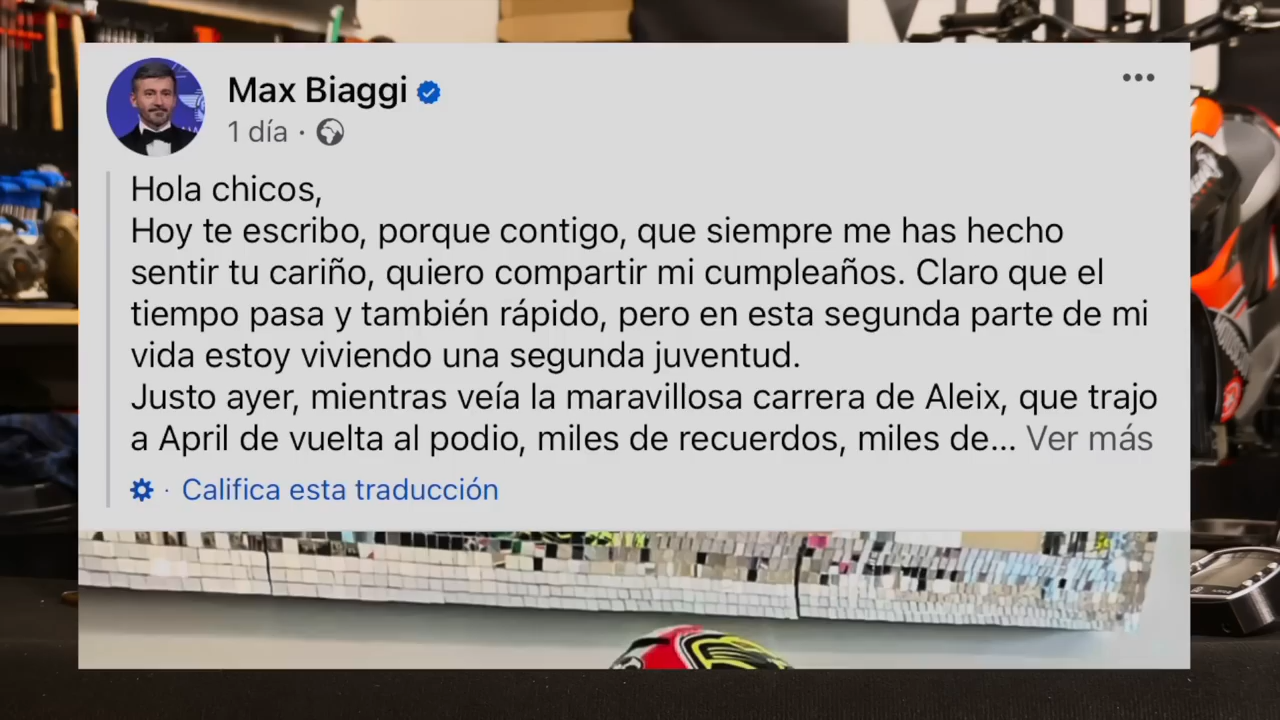 Max Biaggi
1 día ·
Hola chicos,
Hoy te escribo, porque contigo, que siempre me has hecho
sentir tu cariño, quiero compartir mi cumpleaños. Claro que el
tiempo pasa y también rápido, pero en esta segunda parte de mi
vida estoy viviendo una segunda juventud.
Justo ayer, mientras veía la maravillosa carrera de Aleix, que trajo
a April de vuelta al podio, miles de recuerdos, miles de... Ver más
· Califica esta traducción